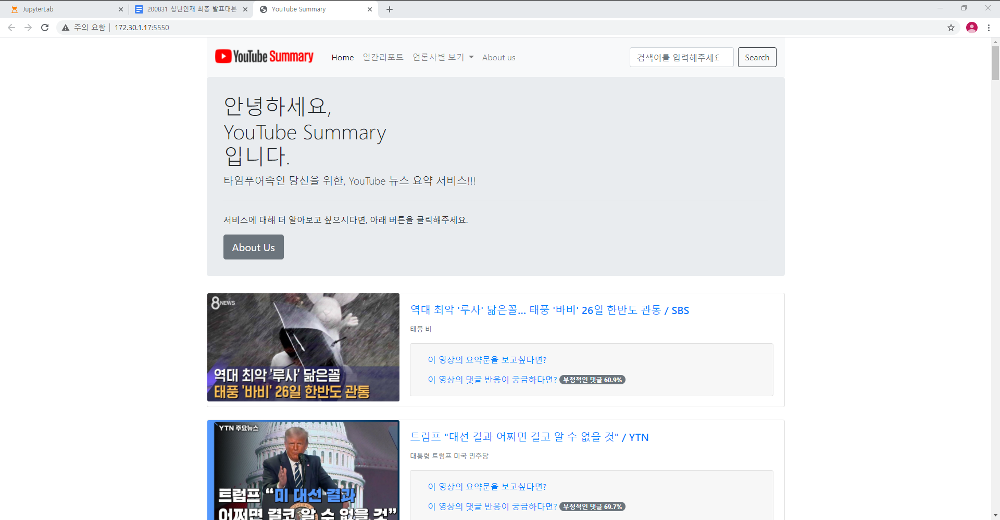 JupyterLab
200831 청년인재 최종 발표대본
YouTube Summary
주의 요함
172.30.1.17:5550
YouTube Summary
Home
일간리포트
언론사별 보기
About us
검색어를 입력해주세요
Search
안녕하세요,
YouTube Summary
입니다.
타임푸어족인 당신을 위한, YouTube 뉴스 요약 서비스!!!
서비스에 대해 더 알아보고 싶으시다면, 아래 버튼을 클릭해주세요.
About Us
8 NEWS
역대 최악 '루사' 닮은꼴
태풍 '바비' 26일 한반도 관통
역대 최악 '루사' 닮은꼴... 태풍 '바비' 26일 한반도 관통 / SBS
태풍 비
이 영상의 요약문을 보고싶다면?
이 영상의 댓글 반응이 궁금하다면? 부정적인 댓글 60.9%
YTN 주요뉴스
트럼프 “미 대선 결과
어쩌면 결코 알 수 없을 것”
트럼프 "대선 결과 어쩌면 결코 알 수 없을 것" / YTN
대통령 트럼프 미국 민주당
이 영상의 요약문을 보고싶다면?
이 영상의 댓글 반응이 궁금하다면? 부정적인 댓글 69.7%